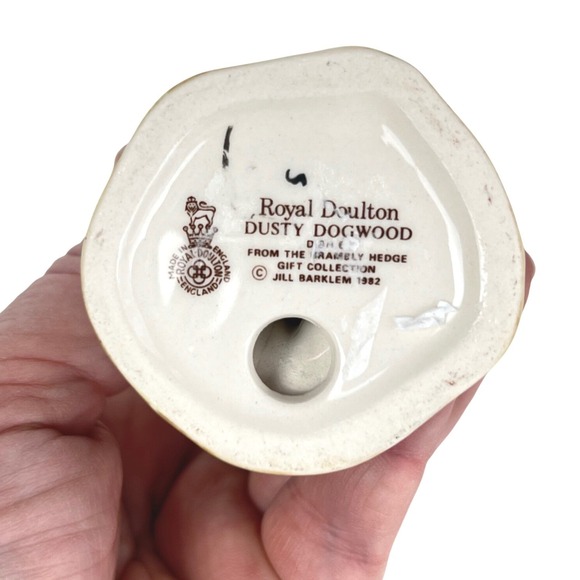 Royal Doulton
DUSTY DOGWOOD
FROM THE BRAMBLY HEDGE
GIFT COLLECTION
© JILL BARKLEM 1982
MADE IN ENGLAND
ROYAL DOULTON
ENGLAND